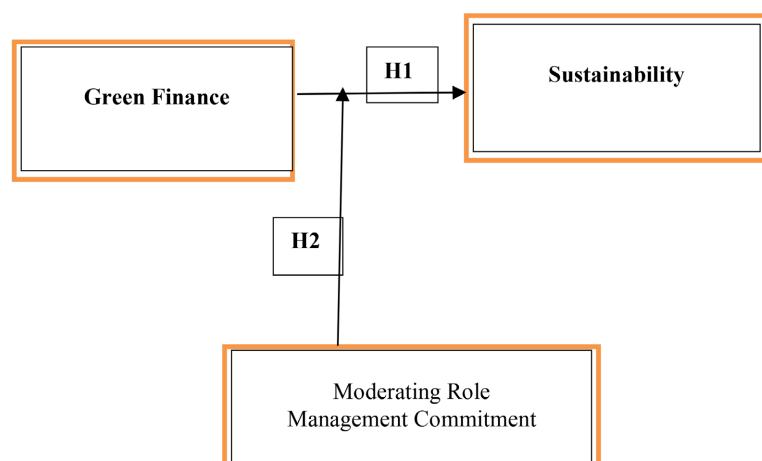 Green Finance
H1
Sustainability
H2
Moderating Role
Management Commitment